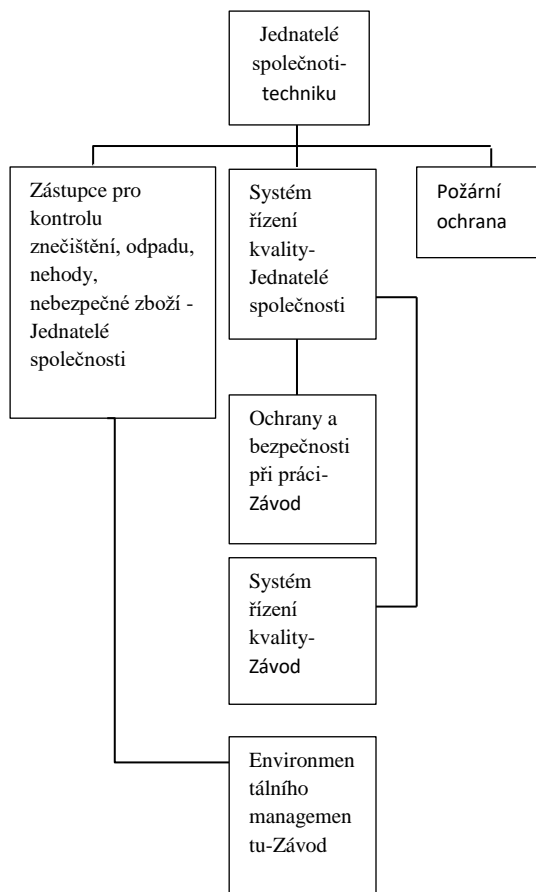 Jednatelé
společnoti-
techniku
Zástupce pro
kontrolu
znečištění, odpadu,
nehody,
nebezpečné zboží -
Jednatelé
společnosti
Systém
řízení
kvality-
Jednatelé
společnosti
Požární
ochrana
Ochrany a
bezpečnosti
při práci-
Závod
Systém
řízení
kvality-
Závod
Environmen
tálního
managemen
tu-Závod